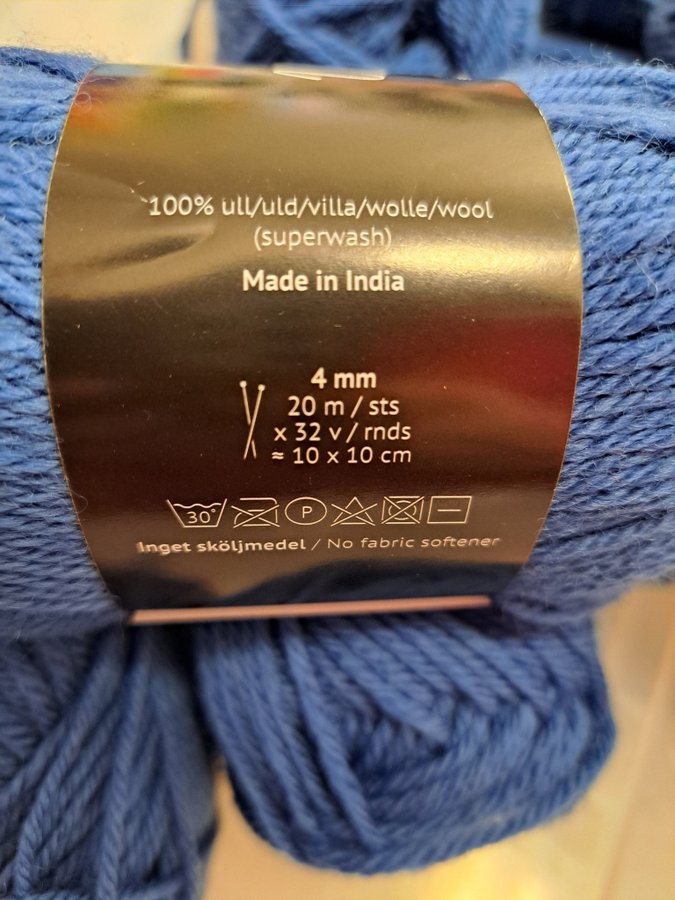 100% ull/uld/villa/wolle/wool
(superwash)
Made in India
4 mm
20 m / sts
x 32 v / rnds
≈ 10 x 10 cm
30° P
Inget sköljmedel / No fabric softener